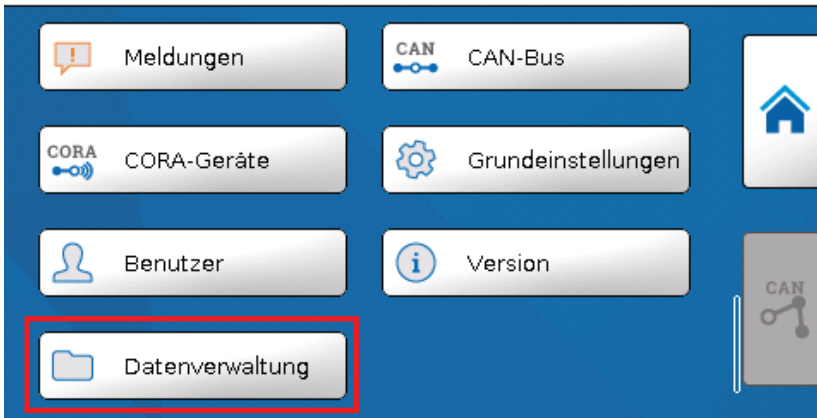 Meldungen
CAN
CAN-Bus
CORA
CORA-Geräte
Grundeinstellungen
Benutzer
i
Version
CAN
Datenverwaltung